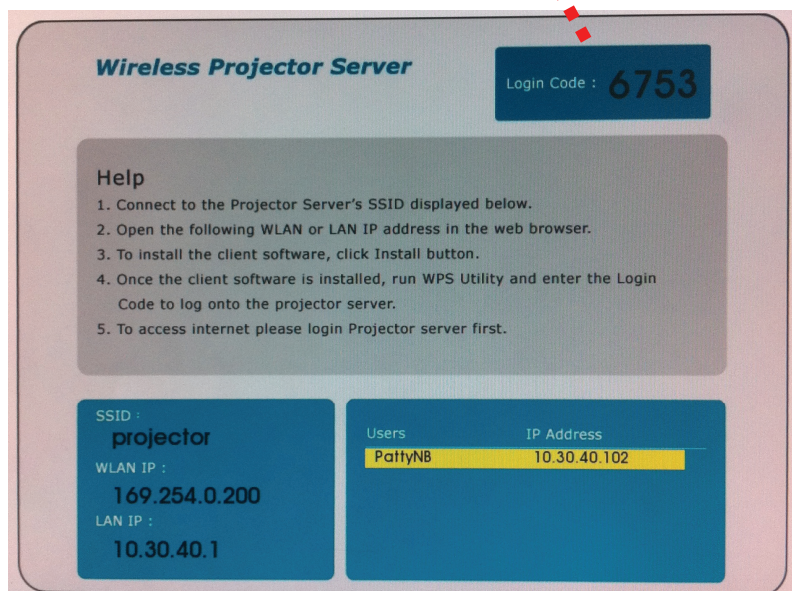 Wireless Projector Server
Login Code : 6753
Help
1. Connect to the Projector Server's SSID displayed below.
2. Open the following WLAN or LAN IP address in the web browser.
3. To install the client software, click Install button.
4. Once the client software is installed, run WPS Utility and enter the Login
Code to log onto the projector server.
5. To access internet please login Projector server first.
SSID :
projector
WLAN IP :
169.254.0.200
LAN IP :
10.30.40.1
Users IP Address
PattyNB 10.30.40.102